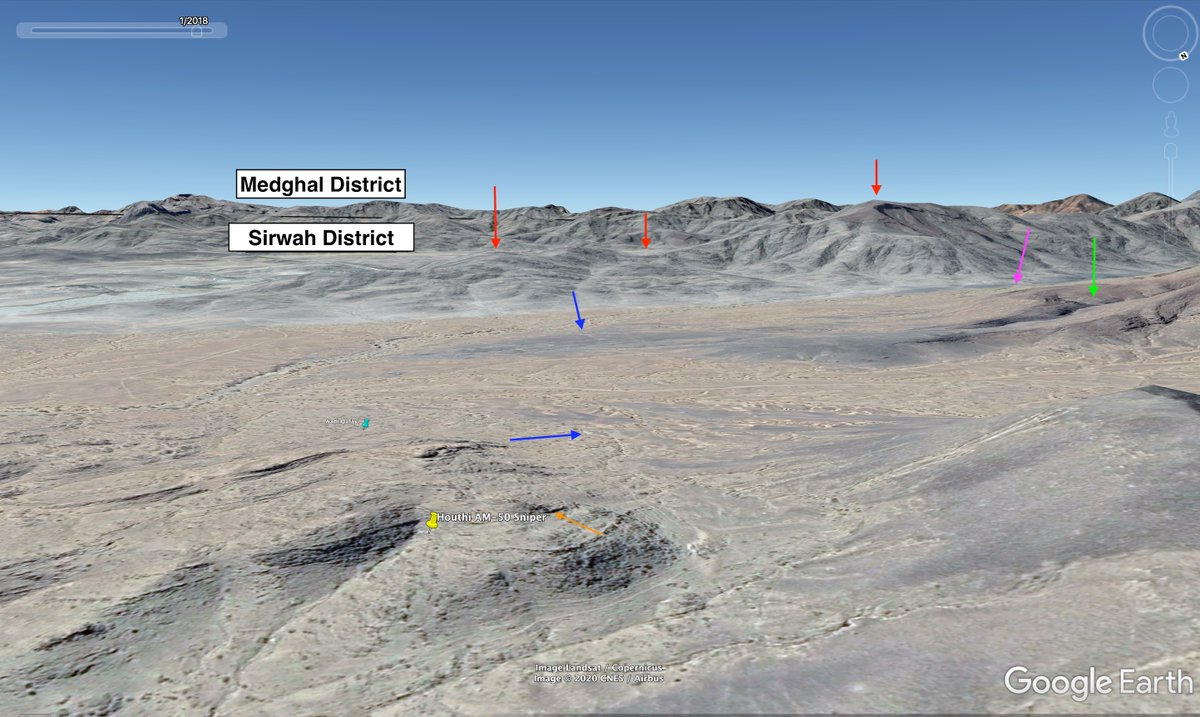 1/2018
N
Medghal District
Sirwah District
Houthi AM-50 Sniper
Image Landsat / Copernicus
Image © 2020 CNES / Airbus
Google Earth